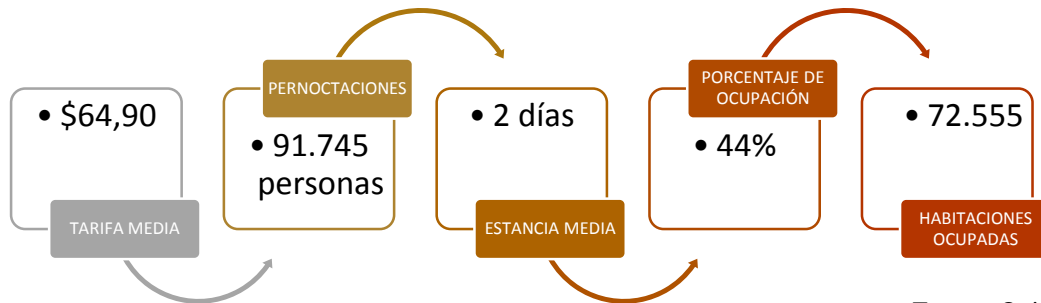 • $64,90
TARIFA MEDIA
PERNOCTACIONES
• 91.745
personas
• 2 días
ESTANCIA MEDIA
PORCENTAJE DE
OCUPACIÓN
• 44%
• 72.555
HABITACIONES
OCUPADAS